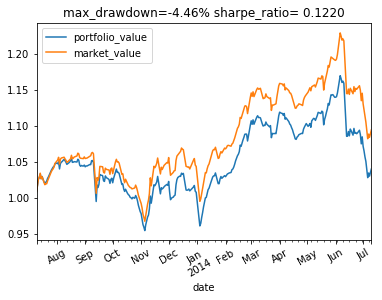 max_drawdown=-4.46% sharpe_ratio= 0.1220
portfolio_value
market_value
1.20
1.15
1.10
1.05
1.00
0.95
Aug Sep Oct Nov Dec Jan Feb Mar Apr May Jun Jul
2014
date